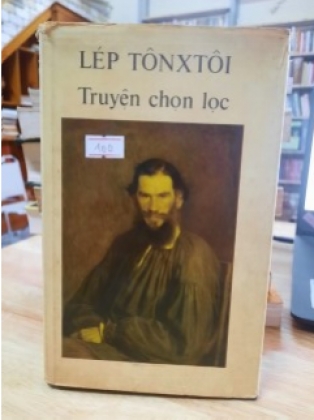 LÉP TÔNXTÔI
Truyện chọn lọc